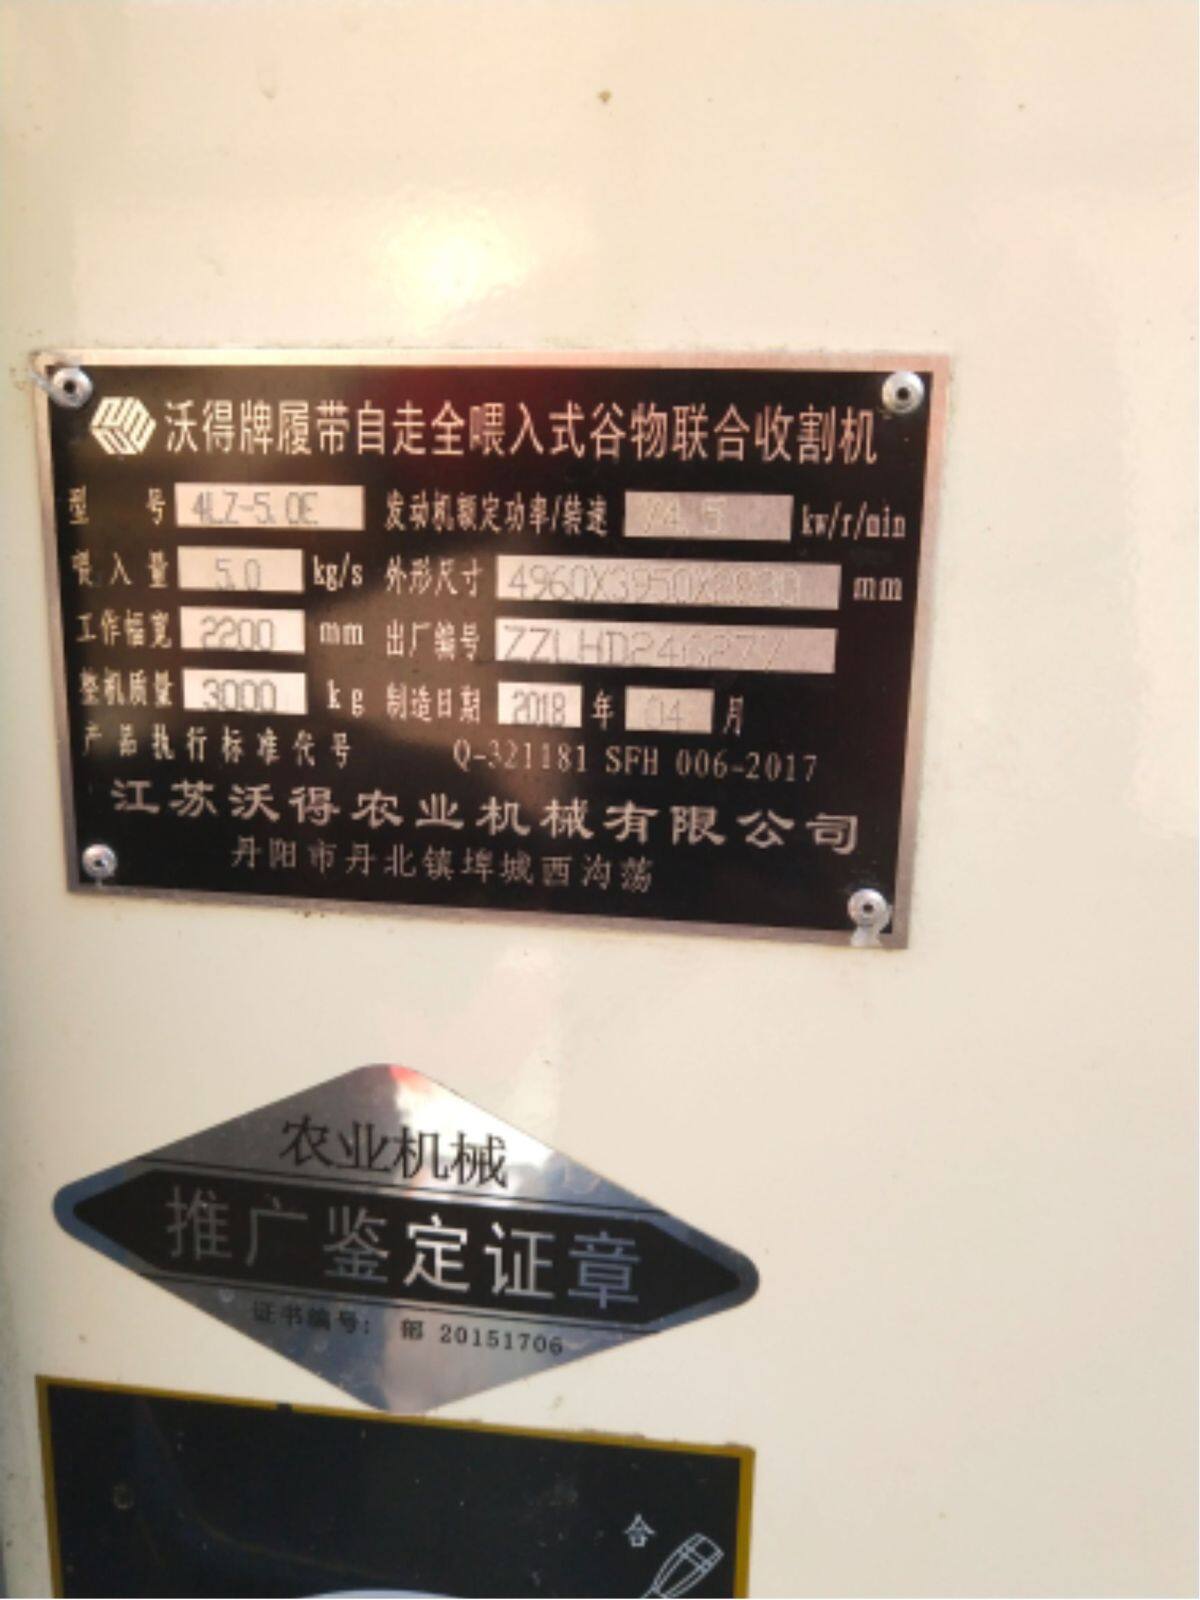 沃得牌履带自走全喂入式谷物联合收割机
型 号 4LZ-5.0E 发动机额定功率/转速 74.5 kw/r/min
喂入量 5.0 kg/s 外形尺寸 4960X3950X2830 mm
工作幅宽 2200 mm 出厂编号
整机质量 3000 kg 制造日期 2018 年 04 月
产品执行标准代号 Q-321181 SFH 006-2017
江苏沃得农业机械有限公司
丹阳市丹北镇埤城西沟荡
农业机械
推广鉴定证章
证书编号: 部 20151706
合